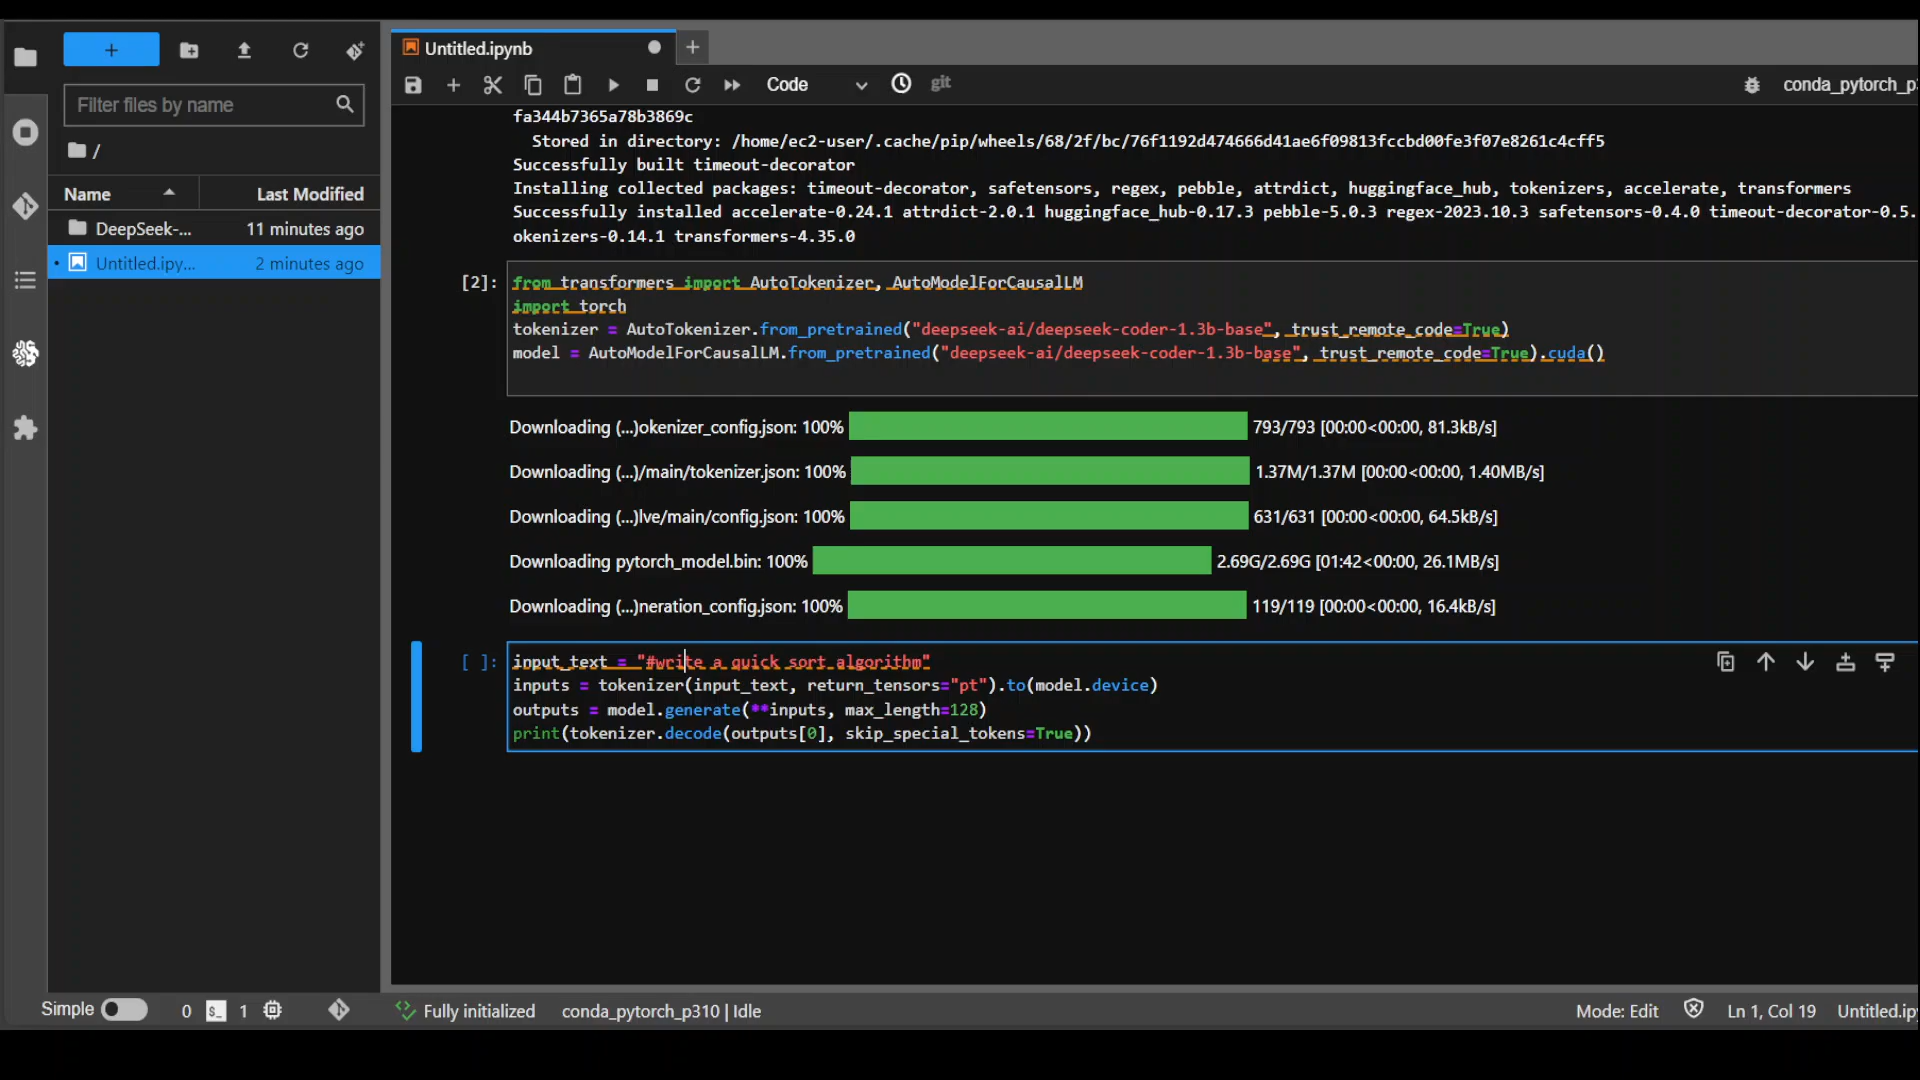 +
Filter files by name
/
Name
Last Modified
DeepSeek-...
11 minutes ago
Untitled.ipy...
2 minutes ago
Untitled.ipynb
+
+
Code
git
conda_pytorch_p
fa344b7365a78b3869c
Stored in directory: /home/ec2-user/.cache/pip/wheels/68/2f/bc/76f1192d474666d41ae6f09813fccbd00fe3f07e8261c4cff5
Successfully built timeout-decorator
Installing collected packages: timeout-decorator, safetensors, regex, pebble, attrdict, huggingface_hub, tokenizers, accelerate, transformers
Successfully installed accelerate-0.24.1 attrdict-2.0.1 huggingface_hub-0.17.3 pebble-5.0.3 regex-2023.10.3 safetensors-0.4.0 timeout-decorator-0.5.
okenizers-0.14.1 transformers-4.35.0
[2]:
from transformers import AutoTokenizer, AutoModelForCausalLM
import torch
tokenizer = AutoTokenizer.from_pretrained("deepseek-ai/deepseek-coder-1.3b-base", trust_remote_code=True)
model = AutoModelForCausalLM.from_pretrained("deepseek-ai/deepseek-coder-1.3b-base", trust_remote_code=True).cuda()
Downloading (...)okenizer_config.json: 100% 793/793 [00:00<00:00, 81.3kB/s]
Downloading (...)/main/tokenizer.json: 100% 1.37M/1.37M [00:00<00:00, 1.40MB/s]
Downloading (...)lve/main/config.json: 100% 631/631 [00:00<00:00, 64.5kB/s]
Downloading pytorch_model.bin: 100% 2.69G/2.69G [01:42<00:00, 26.1MB/s]
Downloading (...)neration_config.json: 100% 119/119 [00:00<00:00, 16.4kB/s]
[ ]:
input_text = "#write a quick sort algorithm"
inputs = tokenizer(input_text, return_tensors="pt").to(model.device)
outputs = model.generate(**inputs, max_length=128)
print(tokenizer.decode(outputs[0], skip_special_tokens=True))
Simple
0
$_
1
Fully initialized
conda_pytorch_p310 | Idle
Mode: Edit
Ln 1, Col 19
Untitled.ipy